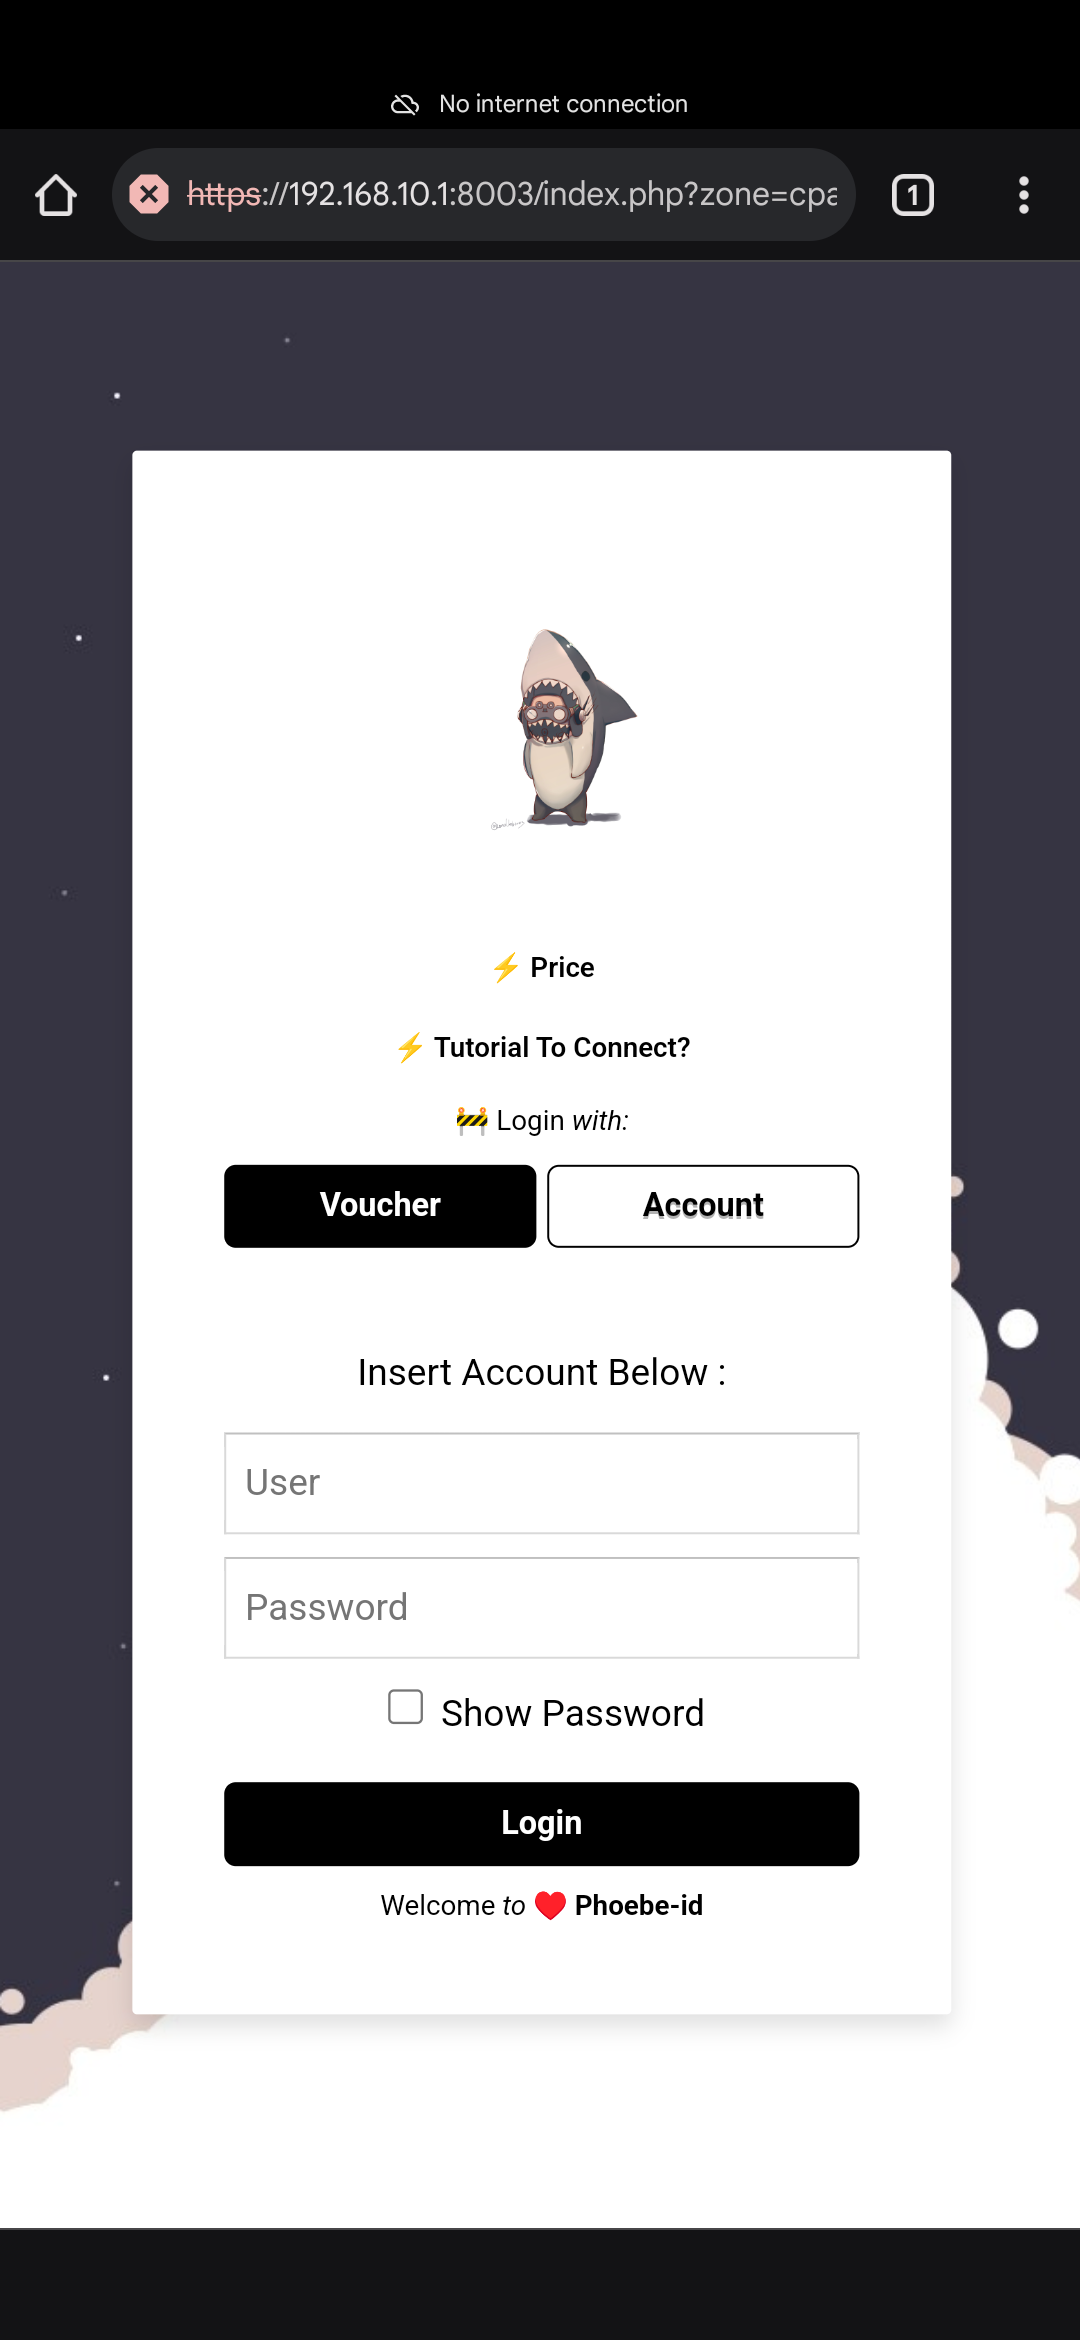 No internet connection
https://192.168.10.1:8003/index.php?zone=cpa
1
⚡ Price
⚡ Tutorial To Connect?
🚧 Login with:
Voucher
Account
Insert Account Below :
User
Password
Show Password
Login
Welcome to ❤️ Phoebe-id